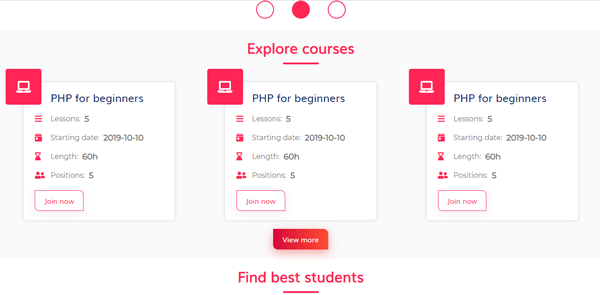 Explore courses
PHP for beginners
Lessons: 5
Starting date: 2019-10-10
Length: 60h
Positions: 5
Join now
PHP for beginners
Lessons: 5
Starting date: 2019-10-10
Length: 60h
Positions: 5
Join now
PHP for beginners
Lessons: 5
Starting date: 2019-10-10
Length: 60h
Positions: 5
Join now
View more
Find best students